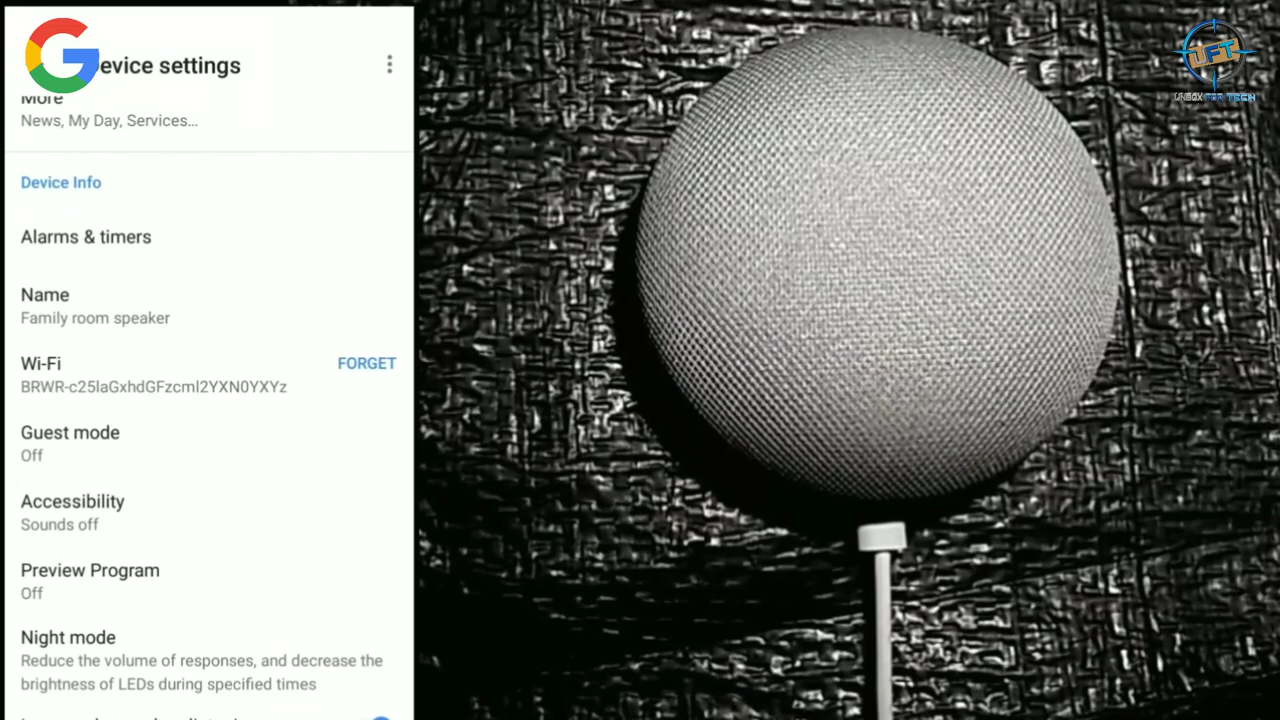 evice settings
More
News, My Day, Services...
Device Info
Alarms & timers
Name
Family room speaker
Wi-Fi
FORGET
BRWR-c25laGxhdGFzcml2YXN0YXYz
Guest mode
Off
Accessibility
Sounds off
Preview Program
Off
Night mode
Reduce the volume of responses, and decrease the
brightness of LEDs during specified times
UFT
UNBOX FOR TECH